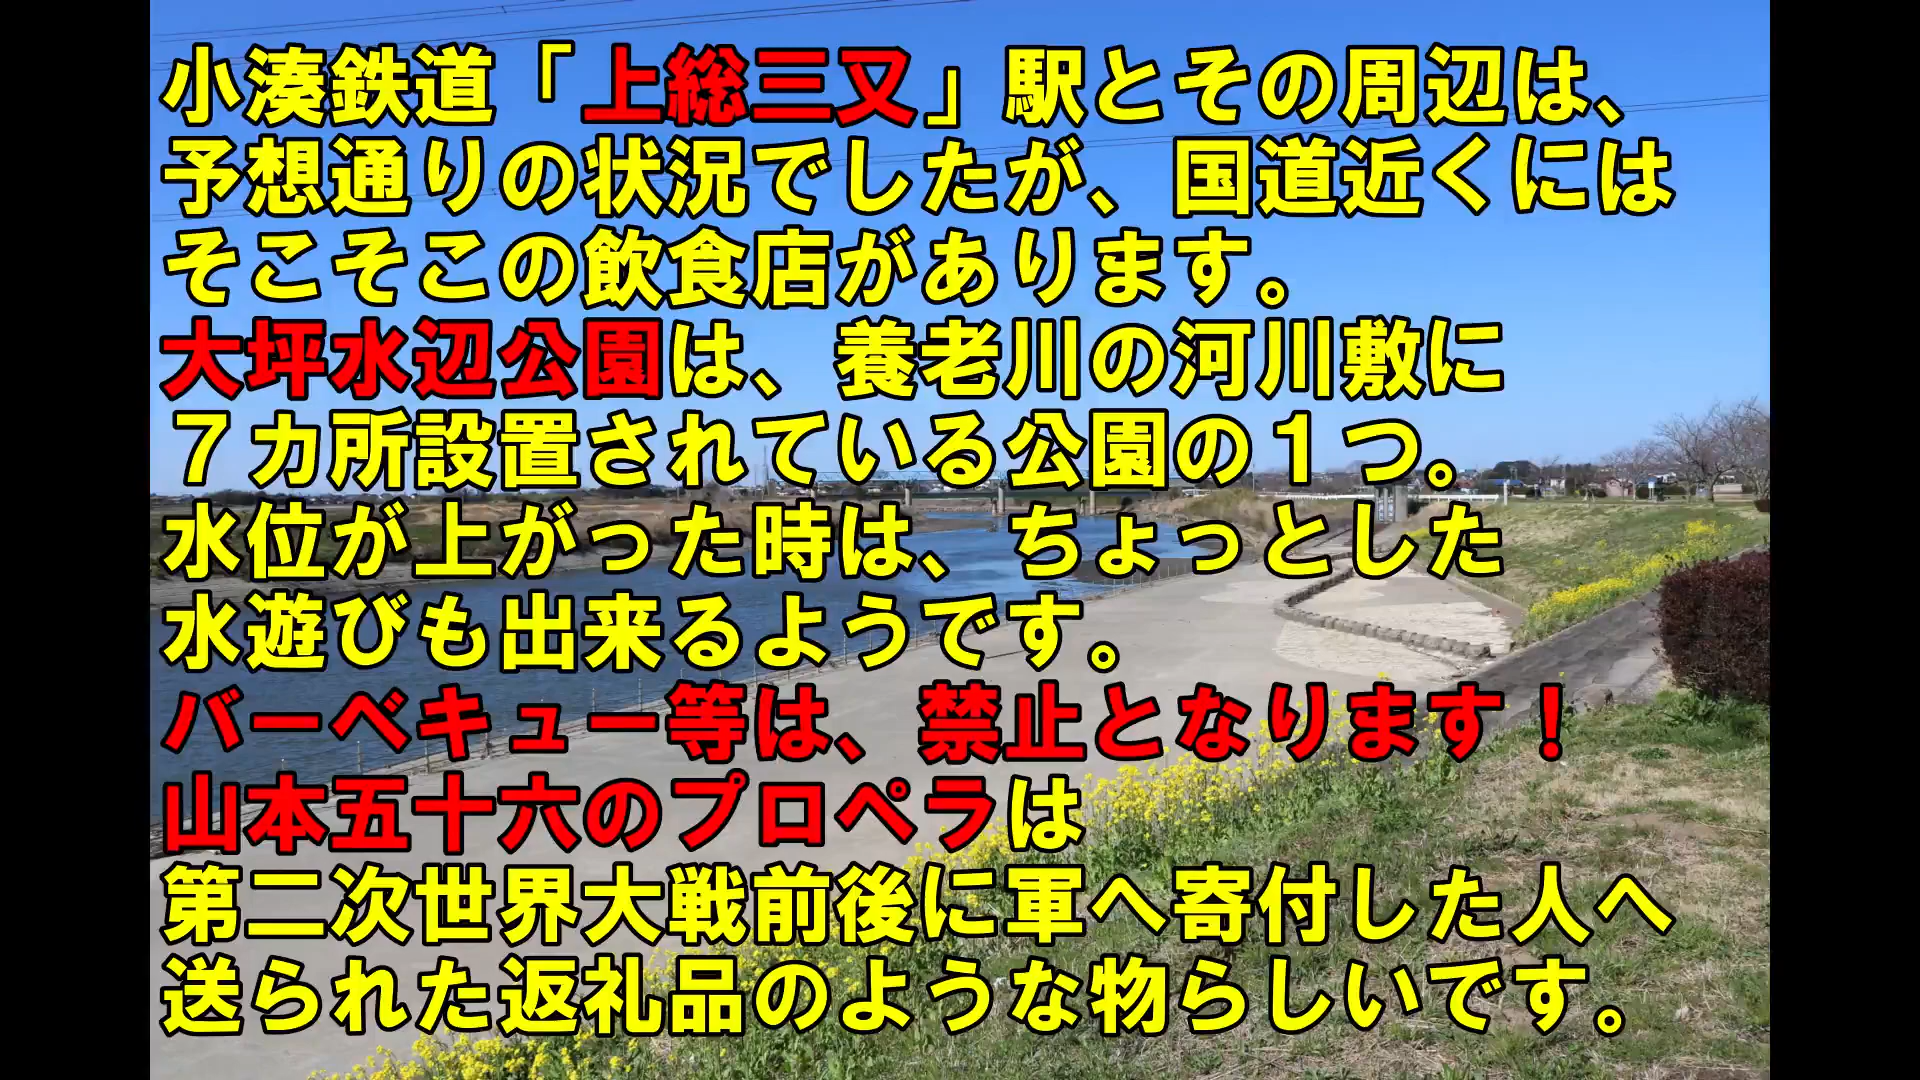 小湊鉄道「上総三又」駅とその周辺は、
予想通りの状況でしたが、国道近くには
そこそこの飲食店があります。
大坪水辺公園は、養老川の河川敷に
７カ所設置されている公園の１つ。
水位が上がった時は、ちょっとした
水遊びも出来るようです。
バーベキュー等は、禁止となります！
山本五十六のプロペラは
第二次世界大戦前後に軍へ寄付した人へ
送られた返礼品のような物らしいです。